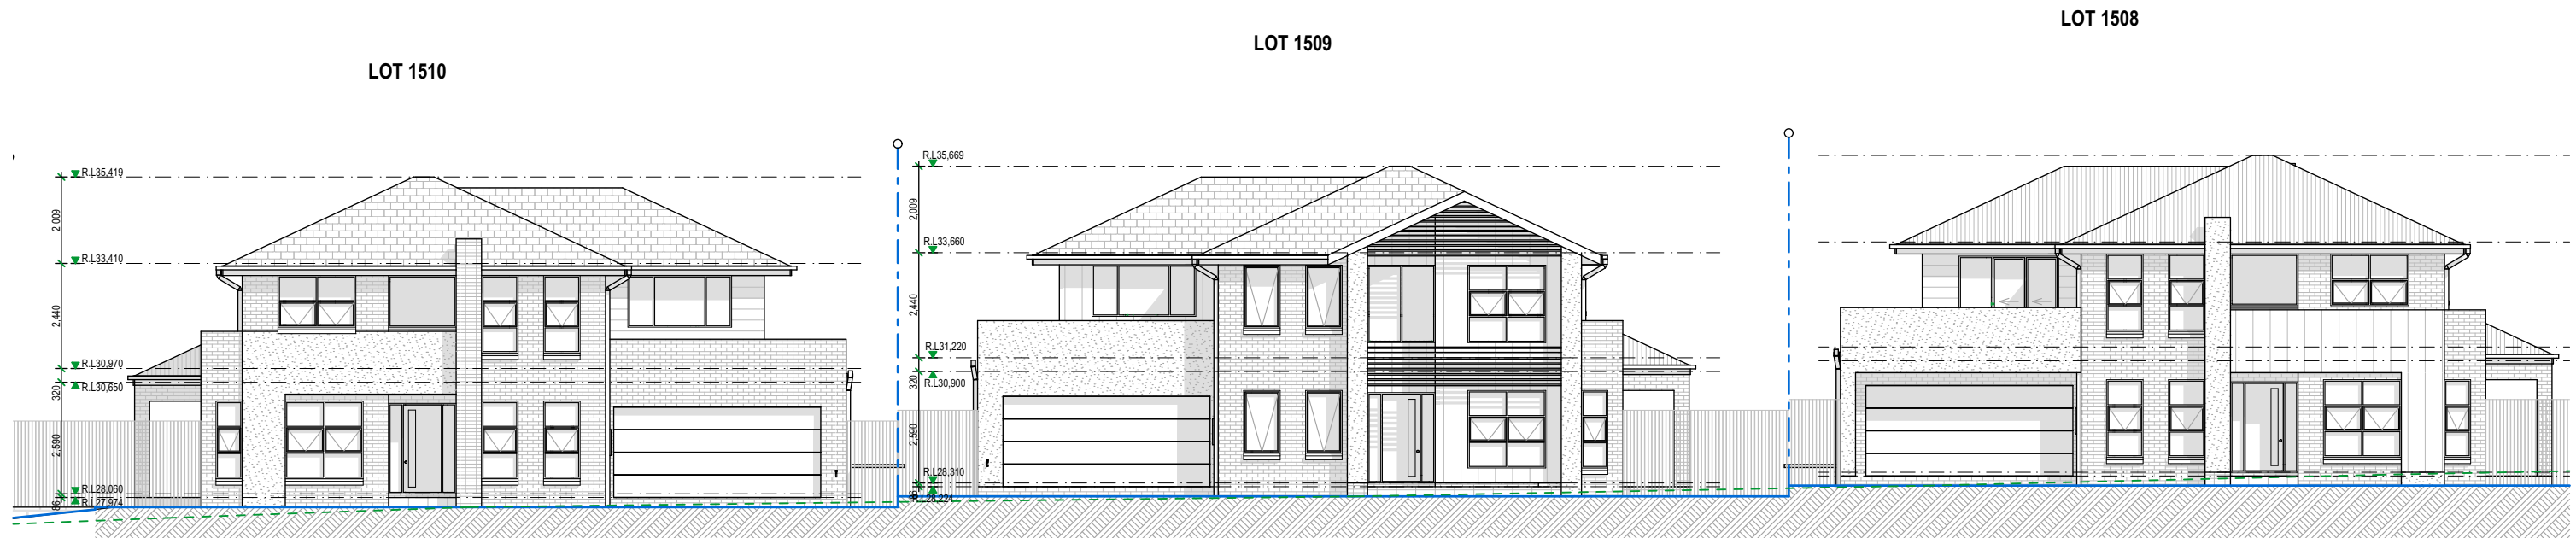 LOT 1508
LOT 1509
LOT 1510
R.L35,419
2,009
R.L33,410
2,440
R.L30,970
320
R.L30,650
2,590
R.L28,060
R.L27,974
R.L35,669
2,009
R.L33,660
2,440
R.L31,220
320
R.L30,900
2,590
R.L28,310
R.L28,224